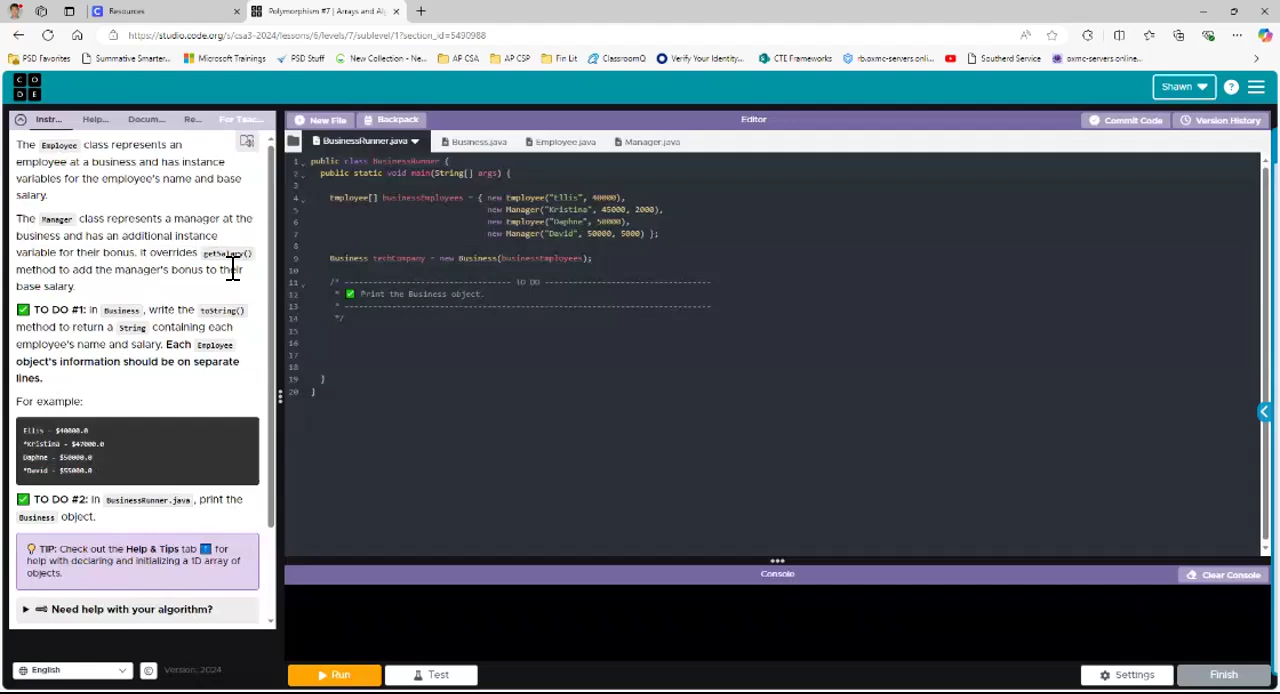 Resources
Polymorphism #7 | Arrays and Al
https://studio.code.org/s/csa3-2024/lessons/6/levels/7/sublevel/1?section_id=5490988
PSD Favorites
Summative Smarter...
Microsoft Trainings
PSD Stuff
New Collection - Ne...
AP CSA
AP CSP
Fin Lit
ClassroomQ
Verify Your Identity...
CTE Frameworks
rb.oxmc-servers.onli...
Southerd Service
oxmc-servers.online...
C O
D E
Shawn
Instr...
Help...
Docum...
Re...
For Teac...
New File
Backpack
Editor
Commit Code
Version History
The Employee class represents an
employee at a business and has instance
variables for the employee's name and base
salary.
The Manager class represents a manager at the
business and has an additional instance
variable for their bonus. It overrides getSalary()
method to add the manager's bonus to their
base salary.
✅ TO DO #1: In Business, write the toString()
method to return a String containing each
employee's name and salary. Each Employee
object's information should be on separate
lines.
For example:
Ellis - $40000.0
*Kristina - $47000.0
Daphne - $50000.0
*David - $55000.0
✅ TO DO #2: In BusinessRunner.java, print the
Business object.
💡 TIP: Check out the Help & Tips tab ⬆️ for
help with declaring and initializing a 1D array of
objects.
Need help with your algorithm?
English
Version: 2024
BusinessRunner.java
Business.java
Employee.java
Manager.java
1 public class BusinessRunner {
2 public static void main(String[] args) {
3
4 Employee[] businessEmployees = { new Employee("Ellis", 40000),
5 new Manager("Kristina", 45000, 2000),
6 new Employee("Daphne", 50000),
7 new Manager("David", 50000, 5000) };
8
9 Business techCompany = new Business(businessEmployees);
10
11 /* ---------------------------------- TO DO ----------------------------------
12 * ✅ Print the Business object.
13 * -------------------------------------------------------------------------
14 */
15
16
17
18
19 }
20 }
Console
Clear Console
Run
Test
Settings
Finish